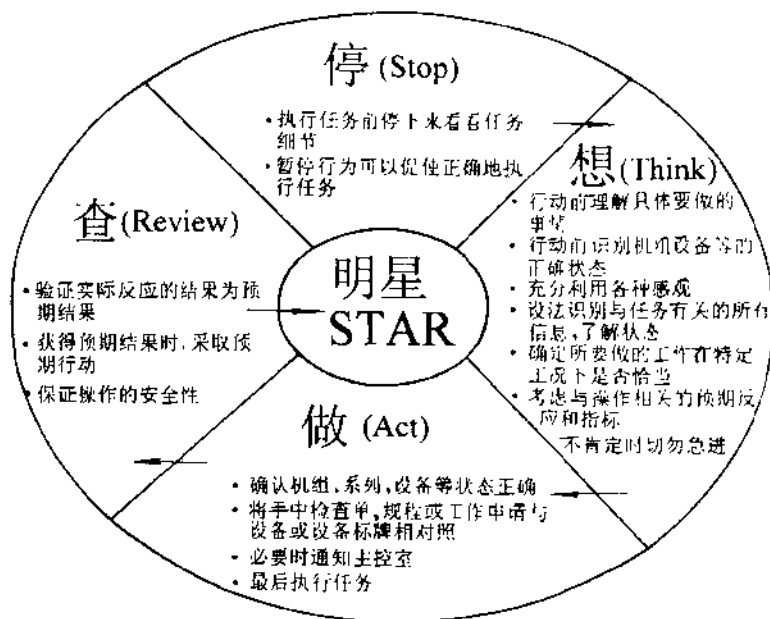 停 (Stop)
• 执行任务前停下来看看任务
细节
• 暂停行为可以促使正确地执
行任务
想 (Think)
• 行动前理解具体要做的
事情
• 行动前识别机组设备等的
正确状态
• 充分利用各种感观
• 设法识别与任务有关的所有
信息,了解状态
• 确定所要做的工作在特定
工况下是否恰当
• 考虑与操作相关的预期反
应和指标
不肯定时切勿急进
查 (Review)
• 验证实际反应的结果为预
期结果
• 获得预期结果时,采取预
期行动
• 保证操作的安全性
明星
STAR
做 (Act)
• 确认机组,系列,设备等状态正确
• 将手中检查单,规程或工作申请与
设备或设备标牌相对照
• 必要时通知主控室
• 最后执行任务